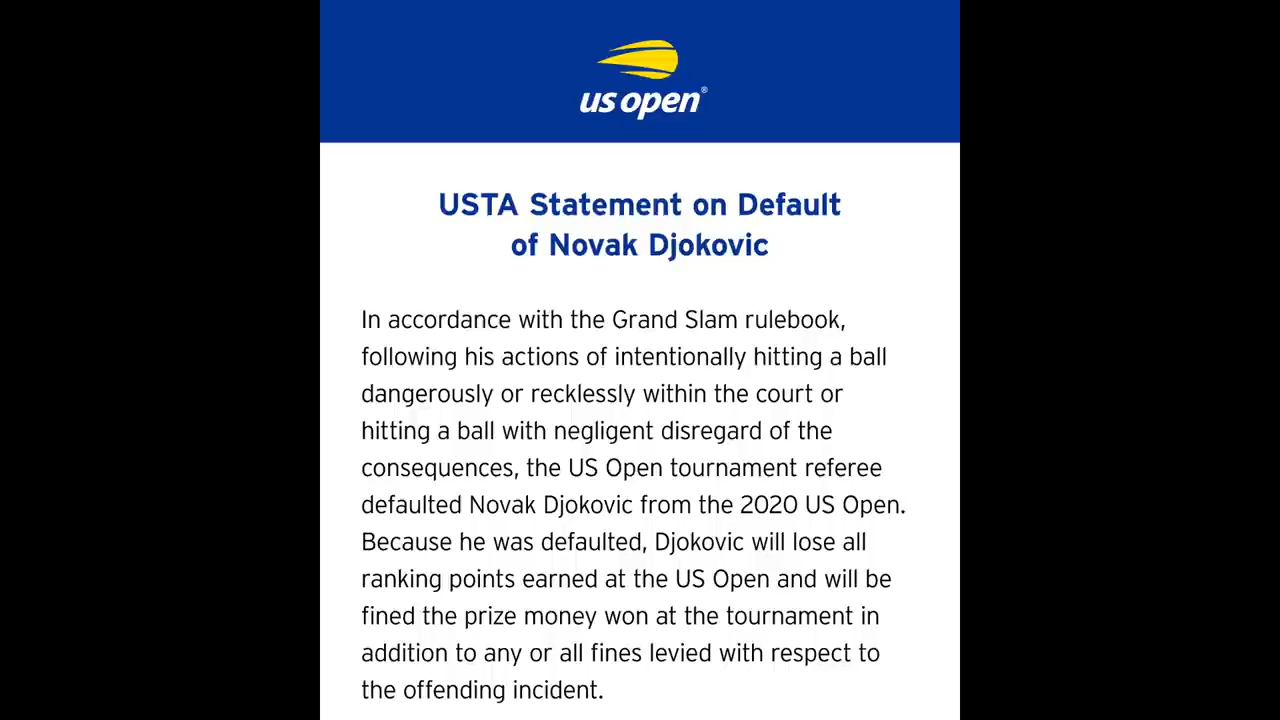 us open®
USTA Statement on Default
of Novak Djokovic
In accordance with the Grand Slam rulebook,
following his actions of intentionally hitting a ball
dangerously or recklessly within the court or
hitting a ball with negligent disregard of the
consequences, the US Open tournament referee
defaulted Novak Djokovic from the 2020 US Open.
Because he was defaulted, Djokovic will lose all
ranking points earned at the US Open and will be
fined the prize money won at the tournament in
addition to any or all fines levied with respect to
the offending incident.